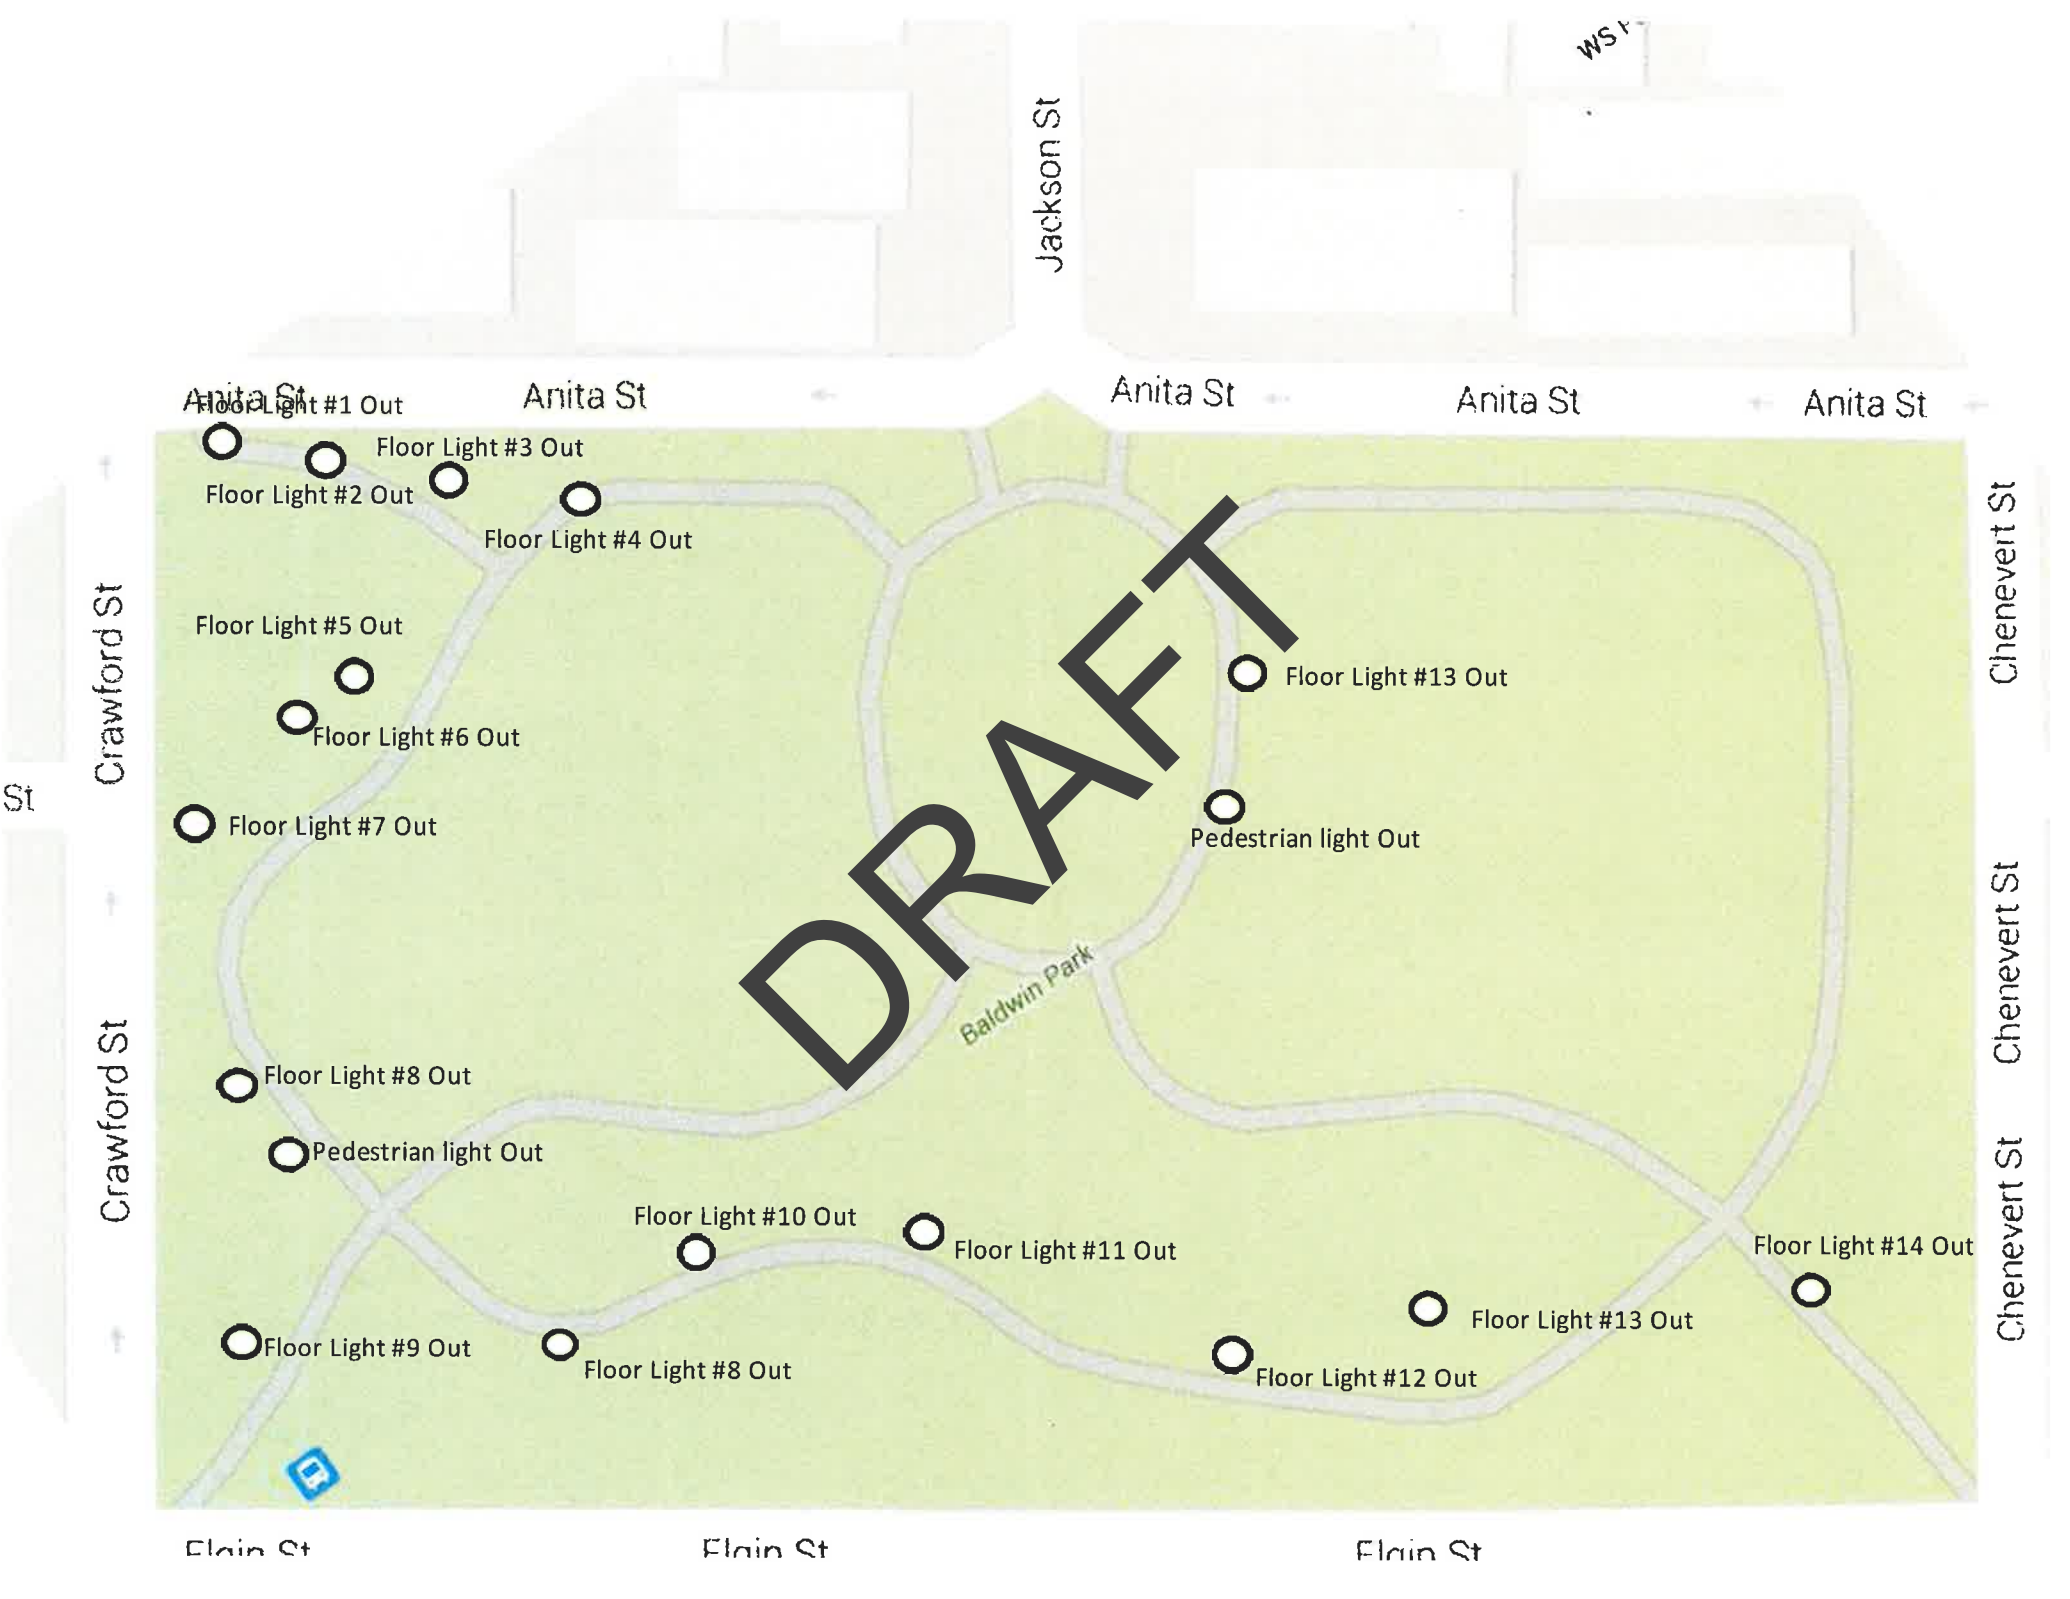 Jackson St
Anita St
Anita St
Anita St
Anita St
Anita St
Floor Light #1 Out
Floor Light #3 Out
Floor Light #2 Out
Floor Light #4 Out
Chenevert St
Crawford St
Floor Light #5 Out
Floor Light #13 Out
Floor Light #6 Out
St
Floor Light #7 Out
Pedestrian light Out
DRAFT
Baldwin Park
Chenevert St
Crawford St
Floor Light #8 Out
Pedestrian light Out
Chenevert St
Floor Light #10 Out
Floor Light #11 Out
Floor Light #14 Out
Floor Light #13 Out
Floor Light #9 Out
Floor Light #8 Out
Floor Light #12 Out
Elgin St
Elgin St
Elgin St